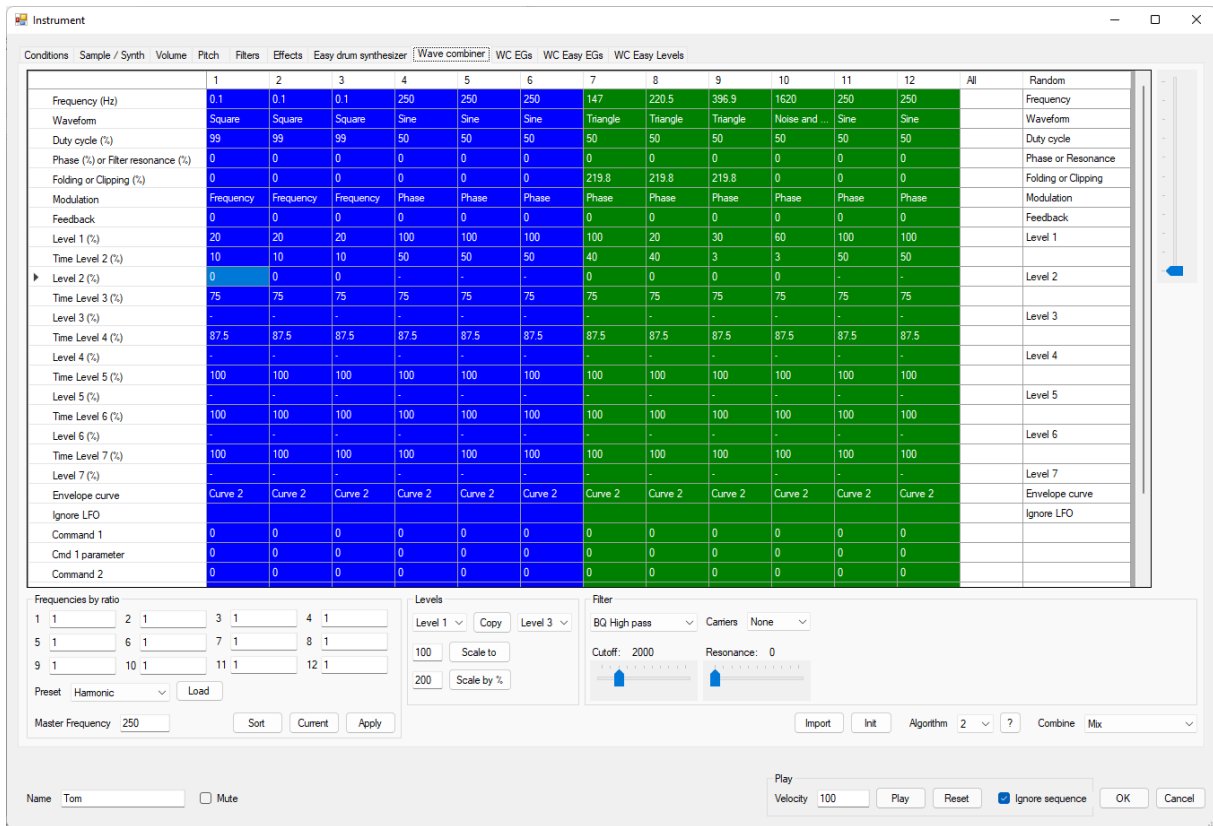 Instrument
Conditions Sample / Synth Volume Pitch Filters Effects Easy drum synthesizer Wave combiner WC EGs WC Easy EGs WC Easy Levels
1 2 3 4 5 6 7 8 9 10 11 12 All Random
Frequency (Hz) 0.1 0.1 0.1 250 250 250 147 220.5 396.9 1620 250 250 Frequency
Waveform Square Square Square Sine Sine Sine Triangle Triangle Triangle Noise and ... Sine Sine Waveform
Duty cycle (%) 99 99 99 50 50 50 50 50 50 50 50 50 Duty cycle
Phase (%) or Filter resonance (%) 0 0 0 0 0 0 0 0 0 0 0 0 Phase or Resonance
Folding or Clipping (%) 0 0 0 0 0 0 219.8 219.8 219.8 0 0 0 Folding or Clipping
Modulation Frequency Frequency Frequency Phase Phase Phase Phase Phase Phase Phase Phase Phase Modulation
Feedback 0 0 0 0 0 0 0 0 0 0 0 0 Feedback
Level 1 (%) 20 20 20 100 100 100 100 20 30 60 100 100 Level 1
Time Level 2 (%) 10 10 10 50 50 50 40 40 3 3 50 50
Level 2 (%) 0 0 0 - - - 0 0 0 0 - - Level 2
Time Level 3 (%) 75 75 75 75 75 75 75 75 75 75 75 75
Level 3 (%) - - - - - - - - - - - - Level 3
Time Level 4 (%) 87.5 87.5 87.5 87.5 87.5 87.5 87.5 87.5 87.5 87.5 87.5 87.5
Level 4 (%) - - - - - - - - - - - - Level 4
Time Level 5 (%) 100 100 100 100 100 100 100 100 100 100 100 100
Level 5 (%) - - - - - - - - - - - - Level 5
Time Level 6 (%) 100 100 100 100 100 100 100 100 100 100 100 100
Level 6 (%) - - - - - - - - - - - - Level 6
Time Level 7 (%) 100 100 100 100 100 100 100 100 100 100 100 100
Level 7 (%) - - - - - - - - - - - - Level 7
Envelope curve Curve 2 Curve 2 Curve 2 Curve 2 Curve 2 Curve 2 Curve 2 Curve 2 Curve 2 Curve 2 Curve 2 Curve 2 Envelope curve
Ignore LFO Ignore LFO
Command 1 0 0 0 0 0 0 0 0 0 0 0 0
Cmd 1 parameter 0 0 0 0 0 0 0 0 0 0 0 0
Command 2 0 0 0 0 0 0 0 0 0 0 0 0
Frequencies by ratio
1 1 2 1 3 1 4 1
5 1 6 1 7 1 8 1
9 1 10 1 11 1 12 1
Preset Harmonic Load
Master Frequency 250 Sort Current Apply
Levels
Level 1 Copy Level 3
100 Scale to
200 Scale by %
Filter
BQ High pass Carriers None
Cutoff: 2000 Resonance: 0
Import Init Algorithm 2 ? Combine Mix
Name Tom Mute
Play
Velocity 100 Play Reset Ignore sequence OK Cancel